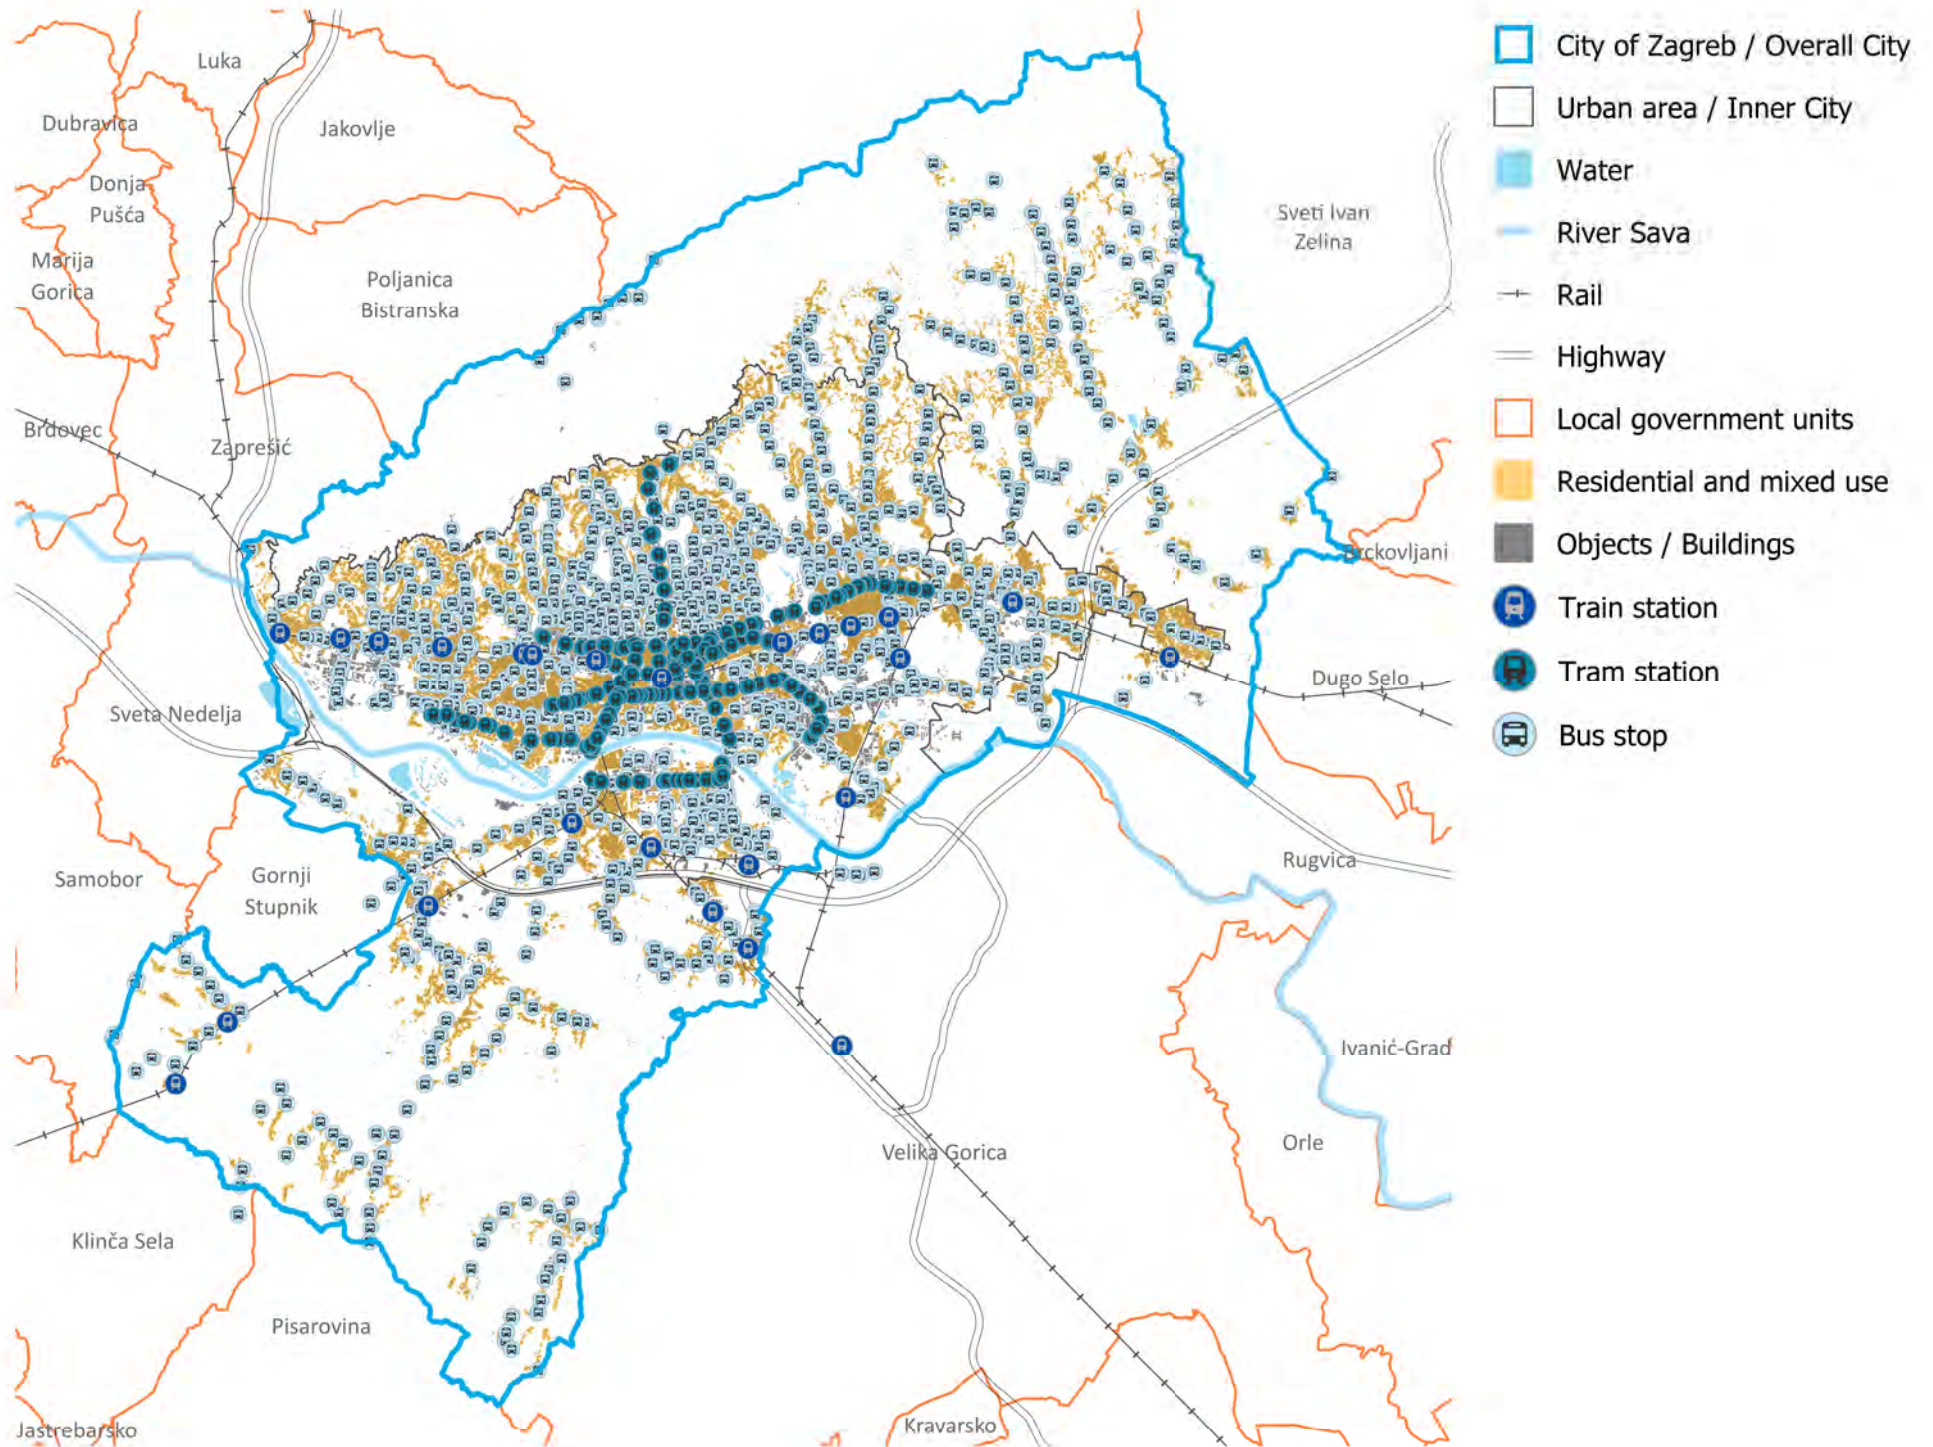 Luka
Dubravica
Jakovlje
Donja
Pušća
Marija
Gorica
Poljanica
Bistranska
Sveti Ivan
Zelina
Brdovec
Zaprešić
Brckovljani
Sveta Nedelja
Dugo Selo
Samobor
Gornji
Stupnik
Rugvica
Ivanić-Grad
Velika Gorica
Orle
Klinča Sela
Pisarovina
Jastrebarsko
Kravarsko
City of Zagreb / Overall City
Urban area / Inner City
Water
River Sava
Rail
Highway
Local government units
Residential and mixed use
Objects / Buildings
Train station
Tram station
Bus stop